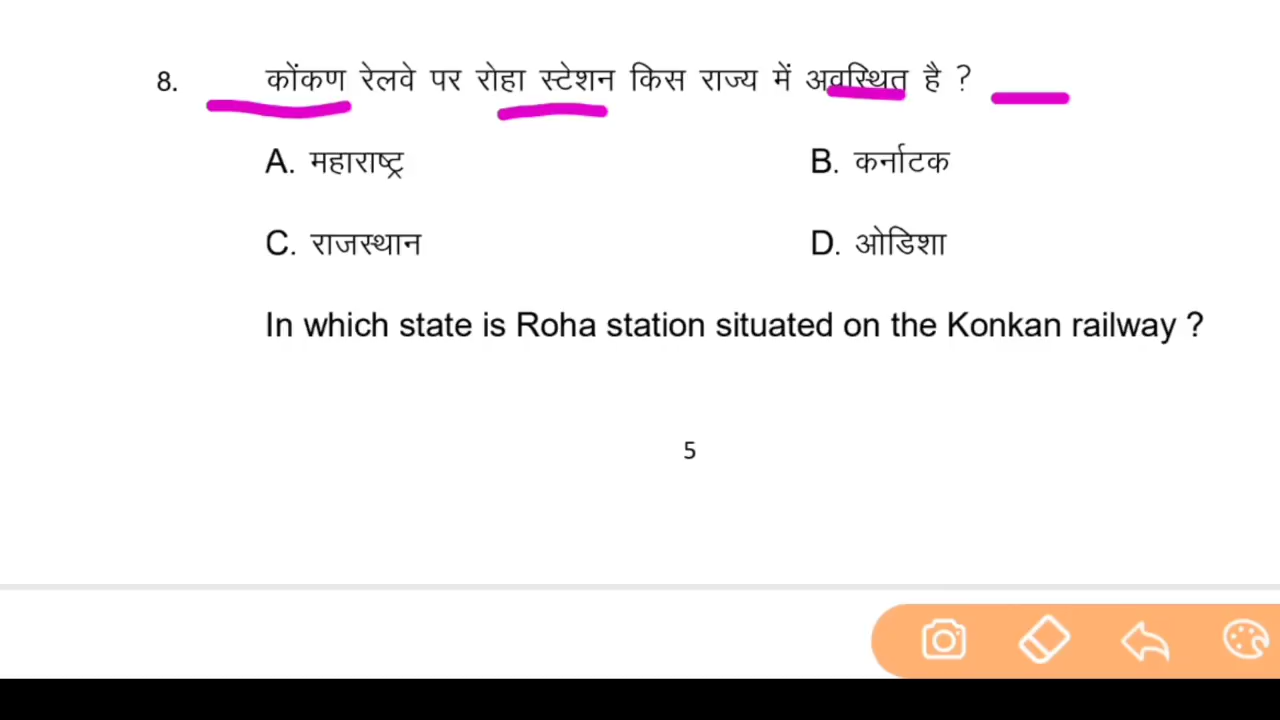 8. कोंकण रेलवे पर रोहा स्टेशन किस राज्य में अवस्थित है ?
A. महाराष्ट्र B. कर्नाटक
C. राजस्थान D. ओडिशा
In which state is Roha station situated on the Konkan railway ?
5